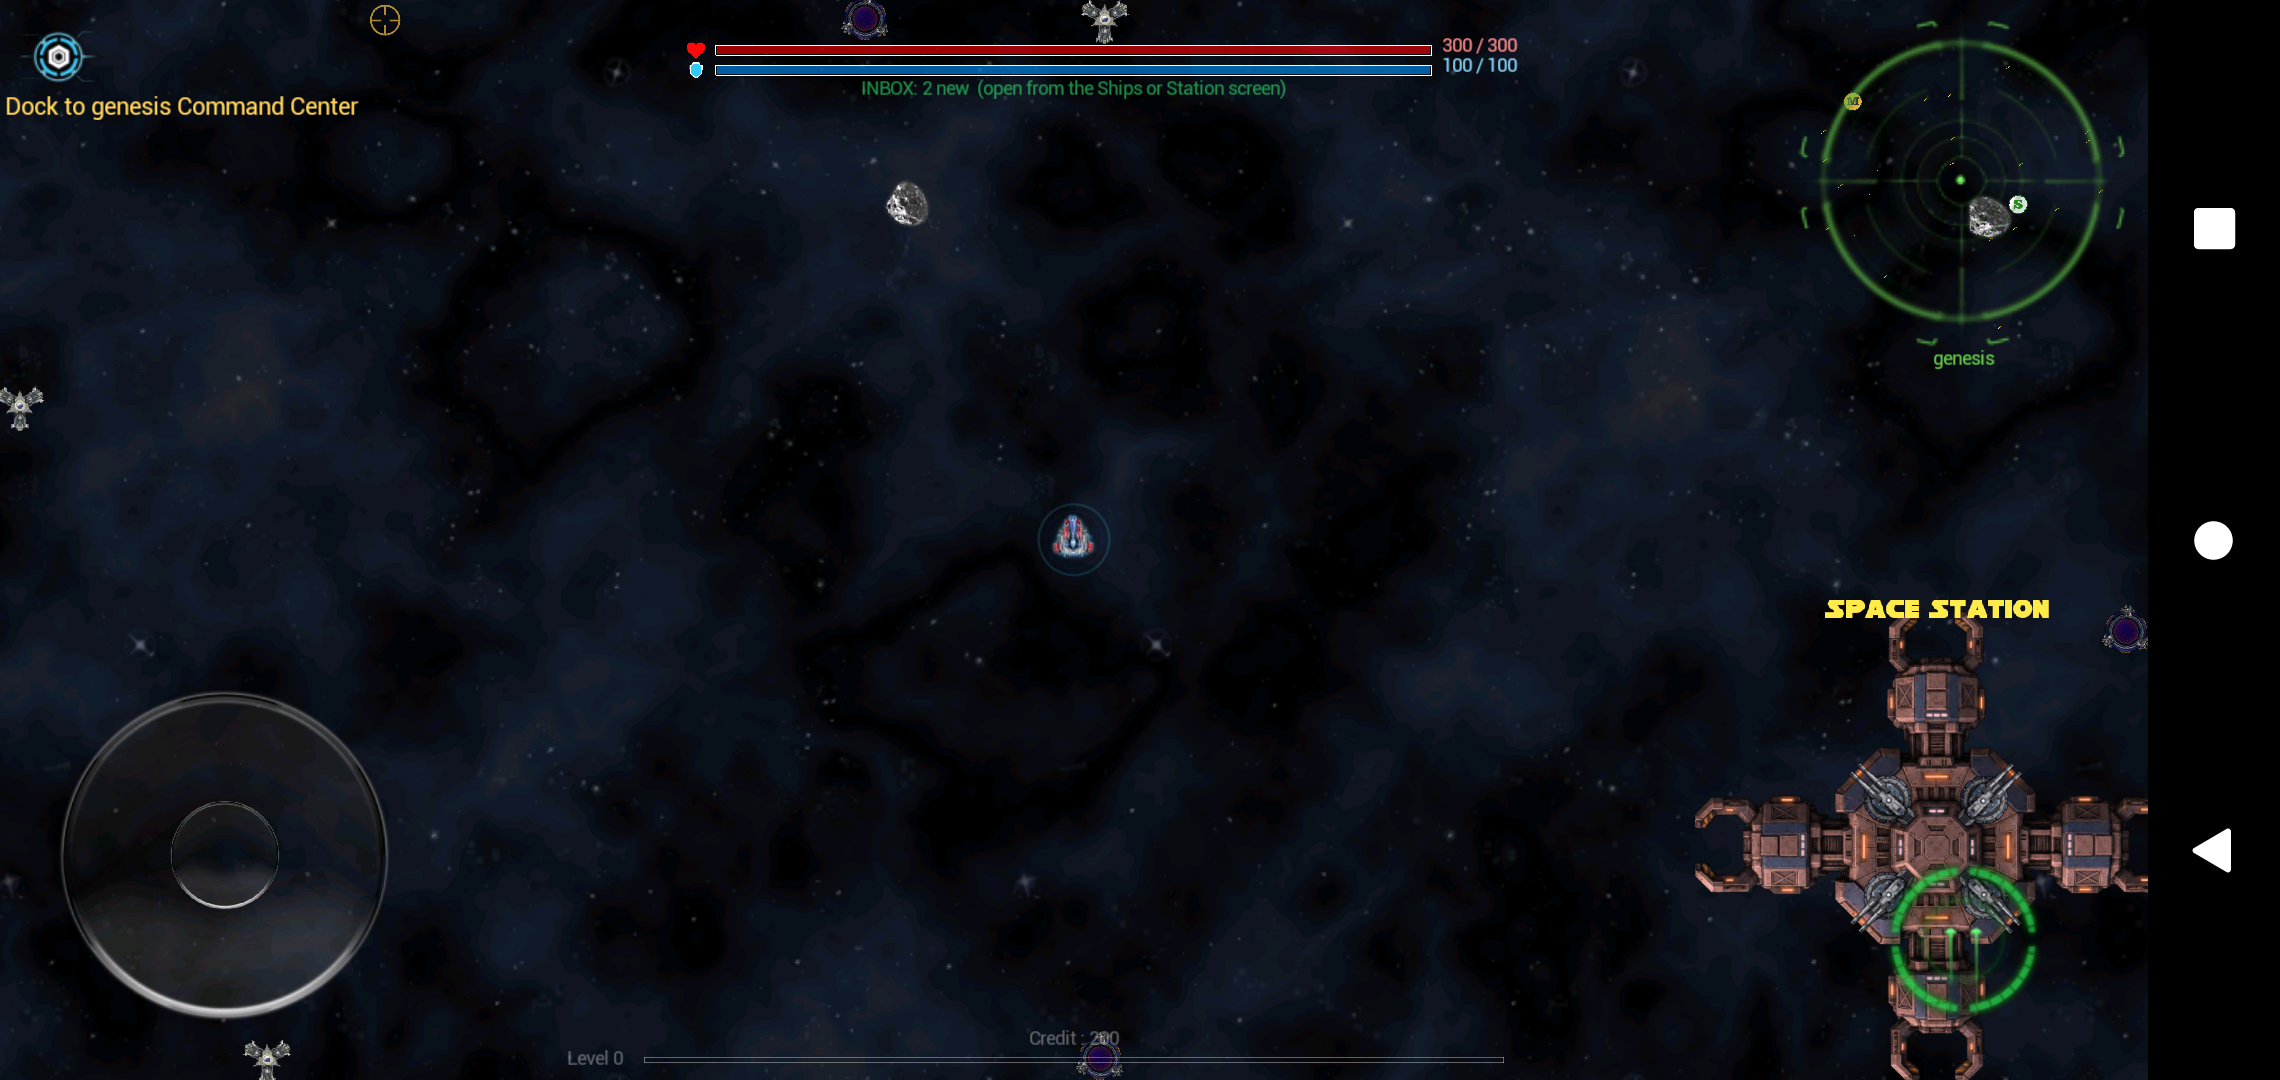 300 / 300
100 / 100
INBOX: 2 new (open from the Ships or Station screen)
Dock to genesis Command Center
M
S
genesis
SPACE STATION
Credit : 200
Level 0